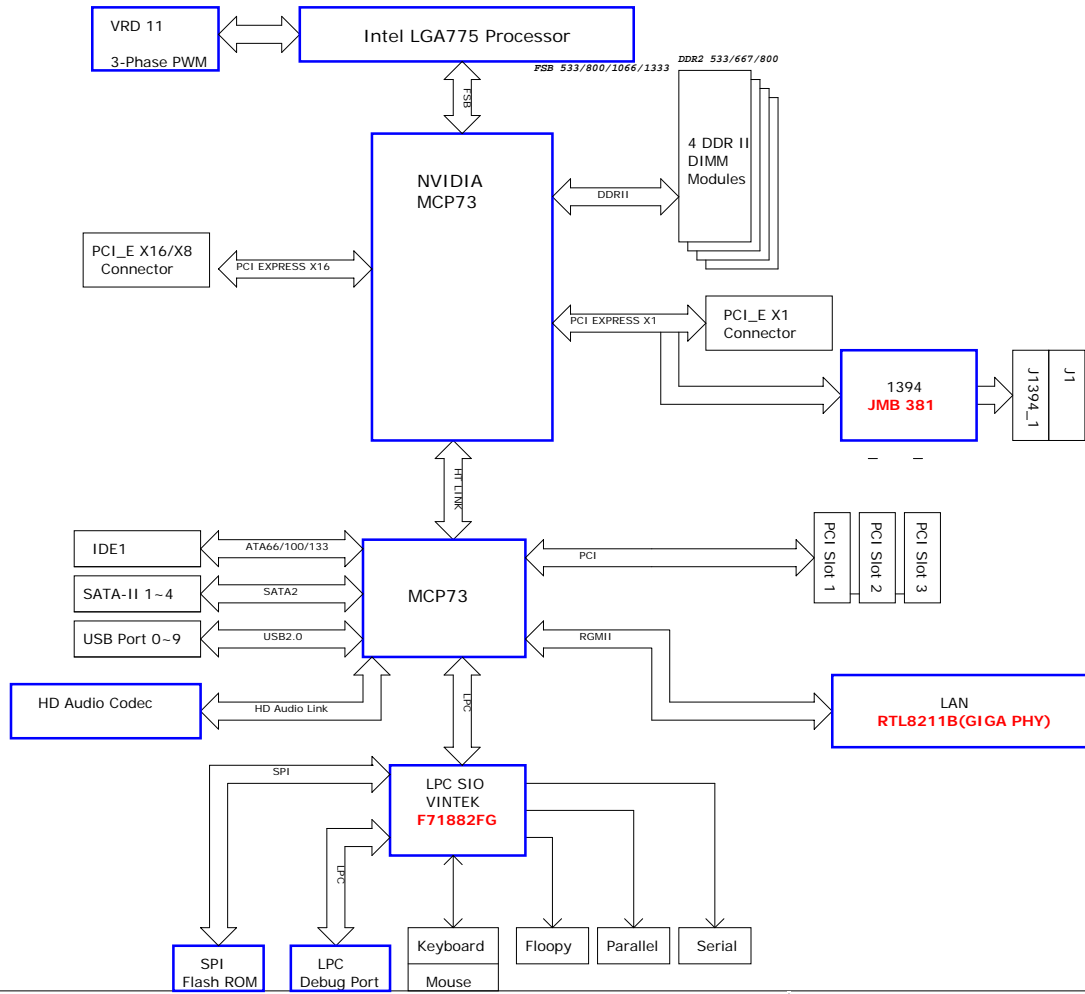 VRD 11
3-Phase PWM
Intel LGA775 Processor
FSB 533/800/1066/1333
DDR2 533/667/800
FSB
4 DDR II
DIMM
Modules
NVIDIA
MCP73
DDRII
PCI_E X16/X8
Connector
PCI EXPRESS X16
PCI EXPRESS X1
PCI_E X1
Connector
1394
JMB 381
J1394_1
J1
HT LINK
IDE1
ATA66/100/133
SATA-II 1~4
SATA2
USB Port 0~9
USB2.0
MCP73
PCI
PCI Slot 1
PCI Slot 2
PCI Slot 3
RGMII
HD Audio Codec
HD Audio Link
LPC
LAN
RTL8211B(GIGA PHY)
SPI
LPC SIO
VINTEK
F71882FG
LPC
SPI
Flash ROM
LPC
Debug Port
Keyboard
Mouse
Floopy
Parallel
Serial